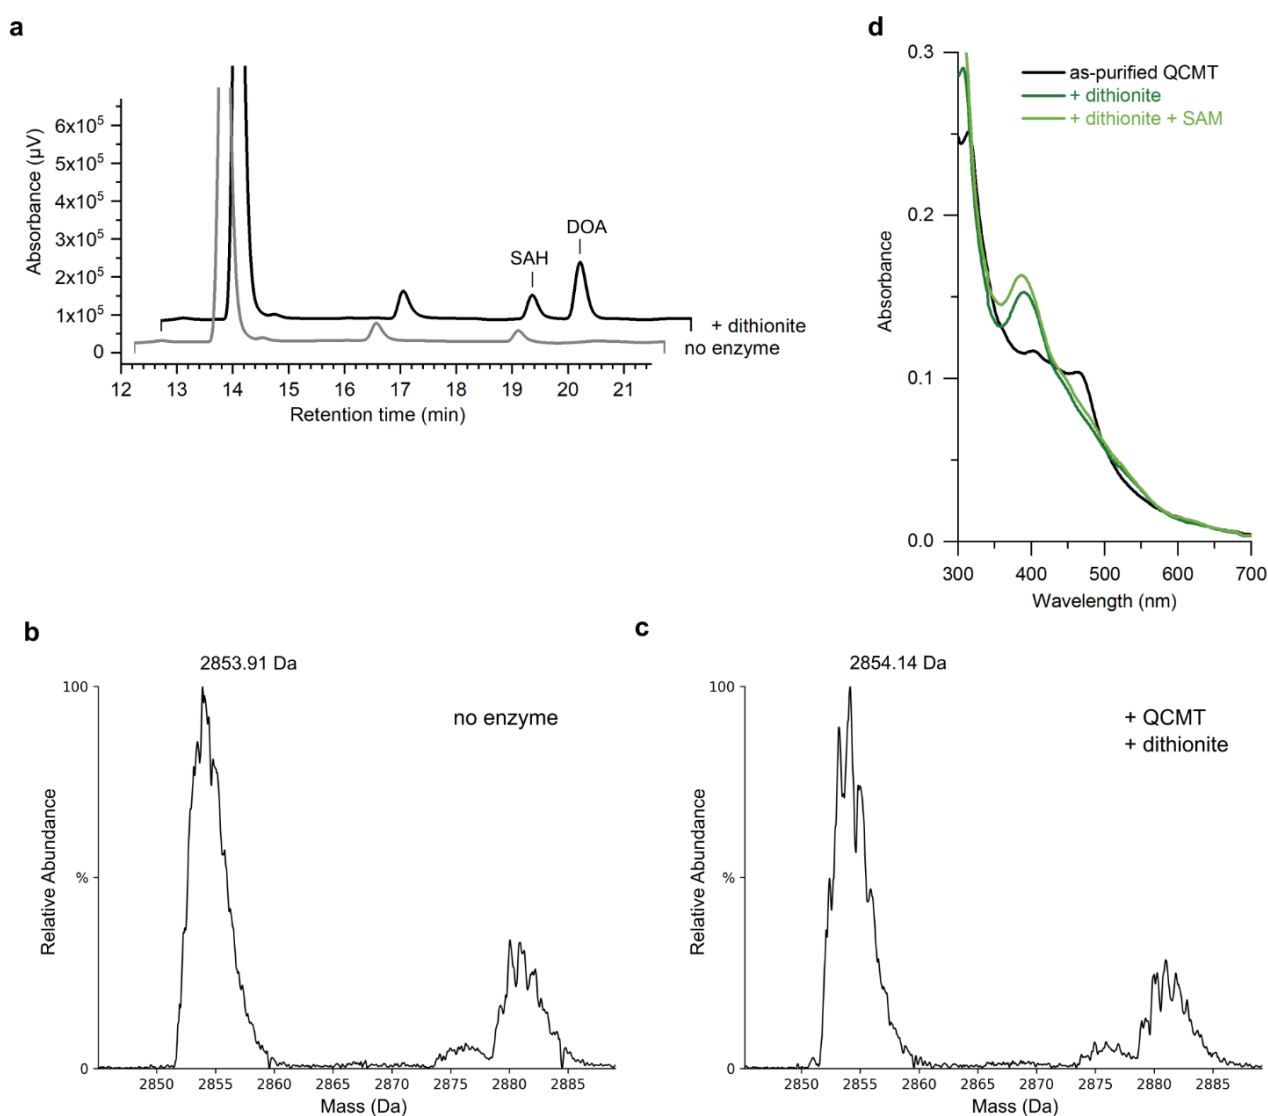 a
Absorbance (µV)
6x10⁵
5x10⁵
4x10⁵
3x10⁵
2x10⁵
1x10⁵
0
SAH
DOA
+ dithionite
no enzyme
12 13 14 15 16 17 18 19 20 21
Retention time (min)
d
Absorbance
0.3
0.2
0.1
0.0
as-purified QCMT
+ dithionite
+ dithionite + SAM
300 400 500 600 700
Wavelength (nm)
b
2853.91 Da
Relative Abundance
100
%
0
no enzyme
2850 2855 2860 2865 2870 2875 2880 2885
Mass (Da)
c
2854.14 Da
Relative Abundance
100
%
0
+ QCMT
+ dithionite
2850 2855 2860 2865 2870 2875 2880 2885
Mass (Da)